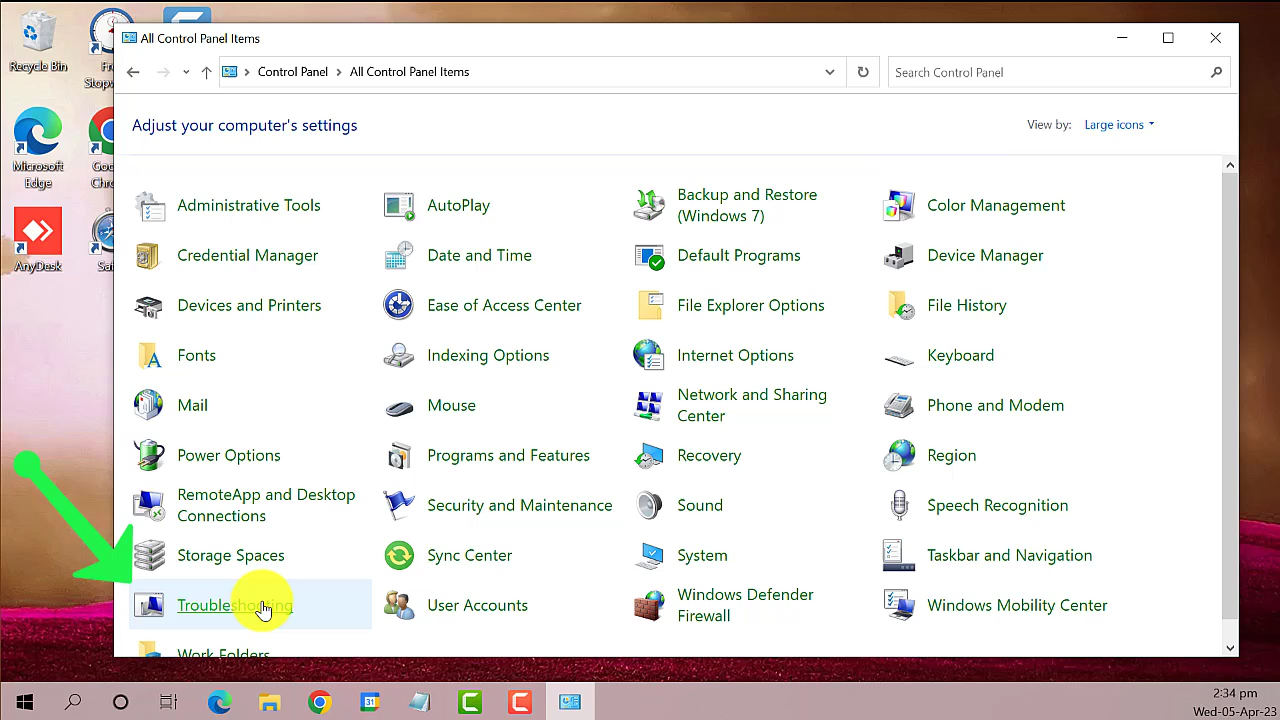 Recycle Bin
Microsoft
Edge
AnyDesk
All Control Panel Items
Control Panel
All Control Panel Items
Search Control Panel
Adjust your computer's settings
View by:
Large icons
Administrative Tools
AutoPlay
Backup and Restore
(Windows 7)
Color Management
Credential Manager
Date and Time
Default Programs
Device Manager
Devices and Printers
Ease of Access Center
File Explorer Options
File History
Fonts
Indexing Options
Internet Options
Keyboard
Mail
Mouse
Network and Sharing
Center
Phone and Modem
Power Options
Programs and Features
Recovery
Region
RemoteApp and Desktop
Connections
Security and Maintenance
Sound
Speech Recognition
Storage Spaces
Sync Center
System
Taskbar and Navigation
Troubleshooting
User Accounts
Windows Defender
Firewall
Windows Mobility Center
Work Folders
31
2:34 pm
Wed-05-Apr-23